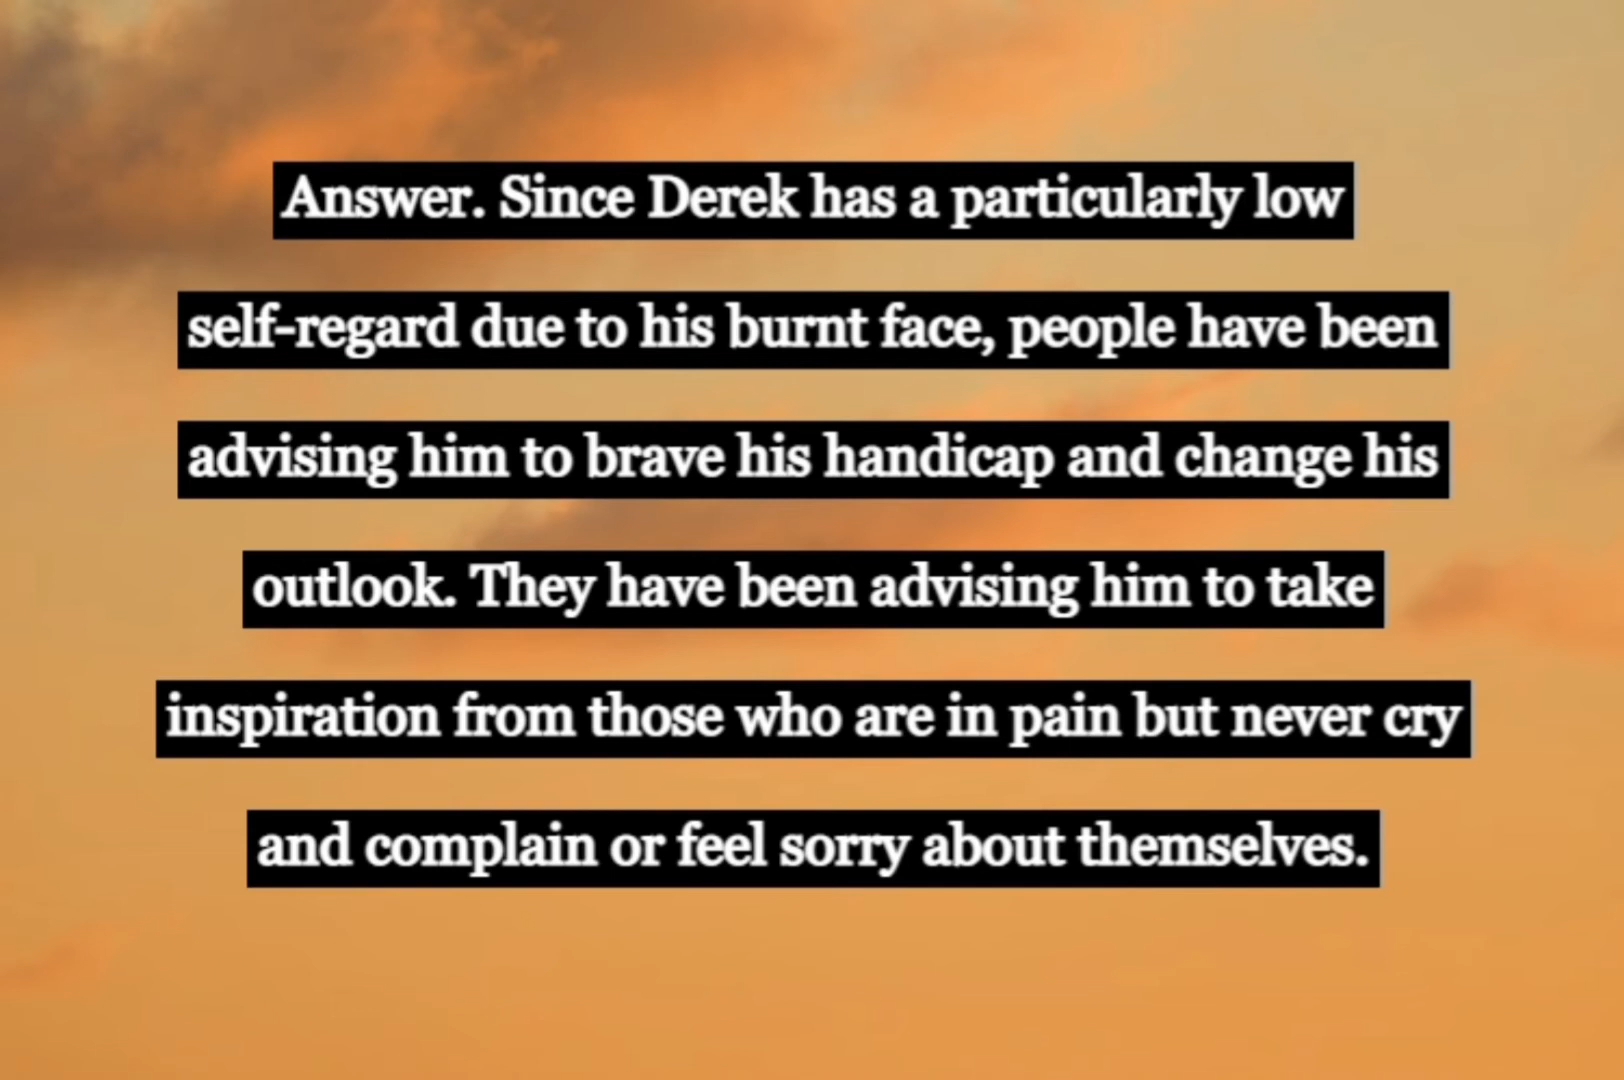 Answer. Since Derek has a particularly low
self-regard due to his burnt face, people have been
advising him to brave his handicap and change his
outlook. They have been advising him to take
inspiration from those who are in pain but never cry
and complain or feel sorry about themselves.